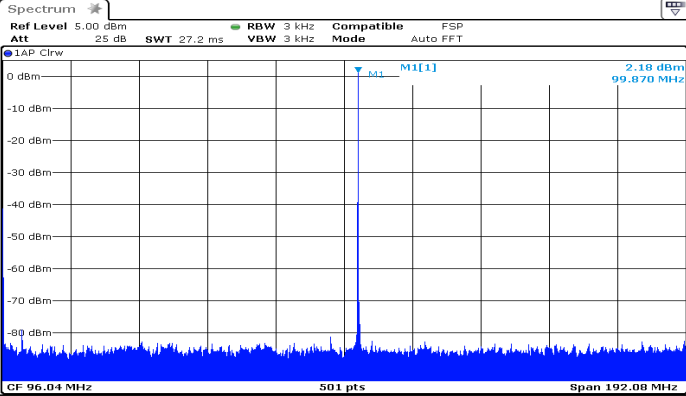 Spectrum
Ref Level 5.00 dBm RBW 3 kHz Compatible FSP
Att 25 dB SWT 27.2 ms VBW 3 kHz Mode Auto FFT
1AP Clrw
M1[1] 2.18 dBm
99.870 MHz
M1
0 dBm
-10 dBm
-20 dBm
-30 dBm
-40 dBm
-50 dBm
-60 dBm
-70 dBm
-80 dBm
CF 96.04 MHz 501 pts Span 192.08 MHz